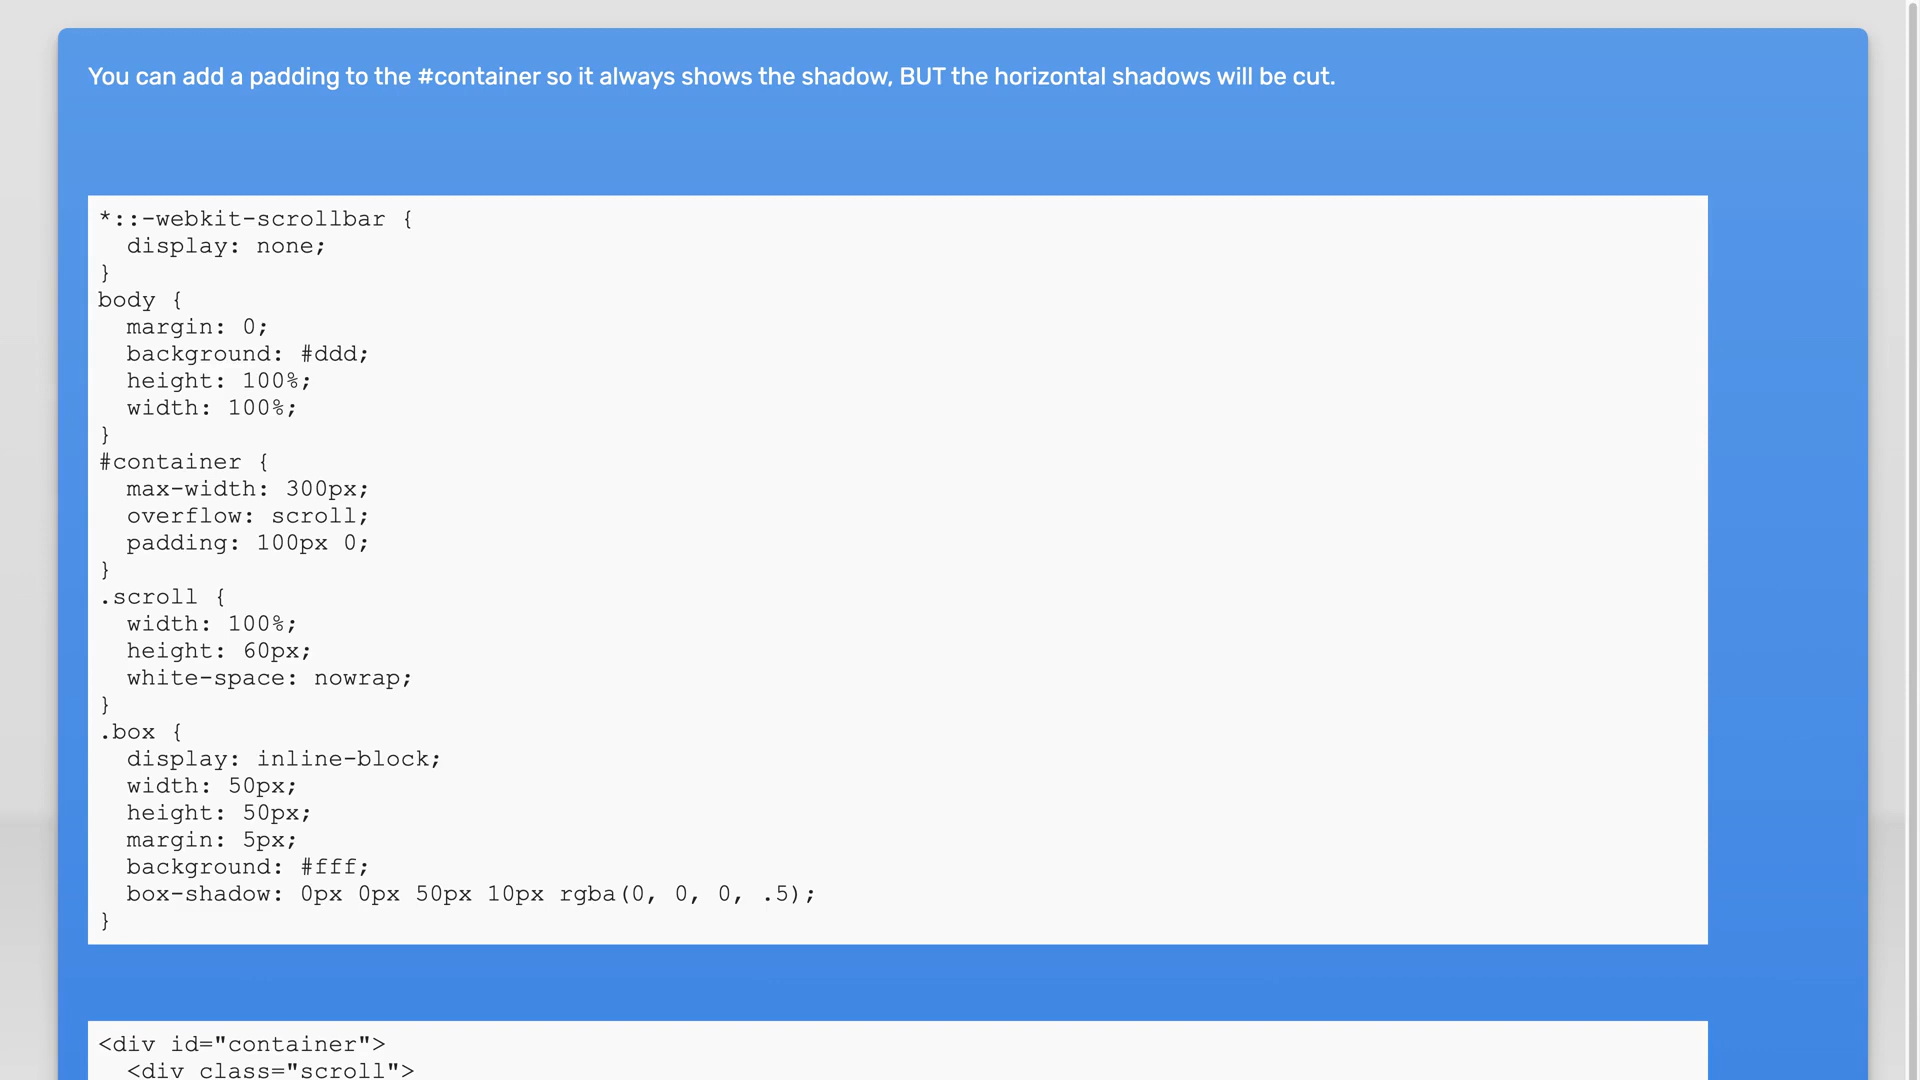 You can add a padding to the #container so it always shows the shadow, BUT the horizontal shadows will be cut.
*::-webkit-scrollbar {
  display: none;
}
body {
  margin: 0;
  background: #ddd;
  height: 100%;
  width: 100%;
}
#container {
  max-width: 300px;
  overflow: scroll;
  padding: 100px 0;
}
.scroll {
  width: 100%;
  height: 60px;
  white-space: nowrap;
}
.box {
  display: inline-block;
  width: 50px;
  height: 50px;
  margin: 5px;
  background: #fff;
  box-shadow: 0px 0px 50px 10px rgba(0, 0, 0, .5);
}
<div id="container">
  <div class="scroll">